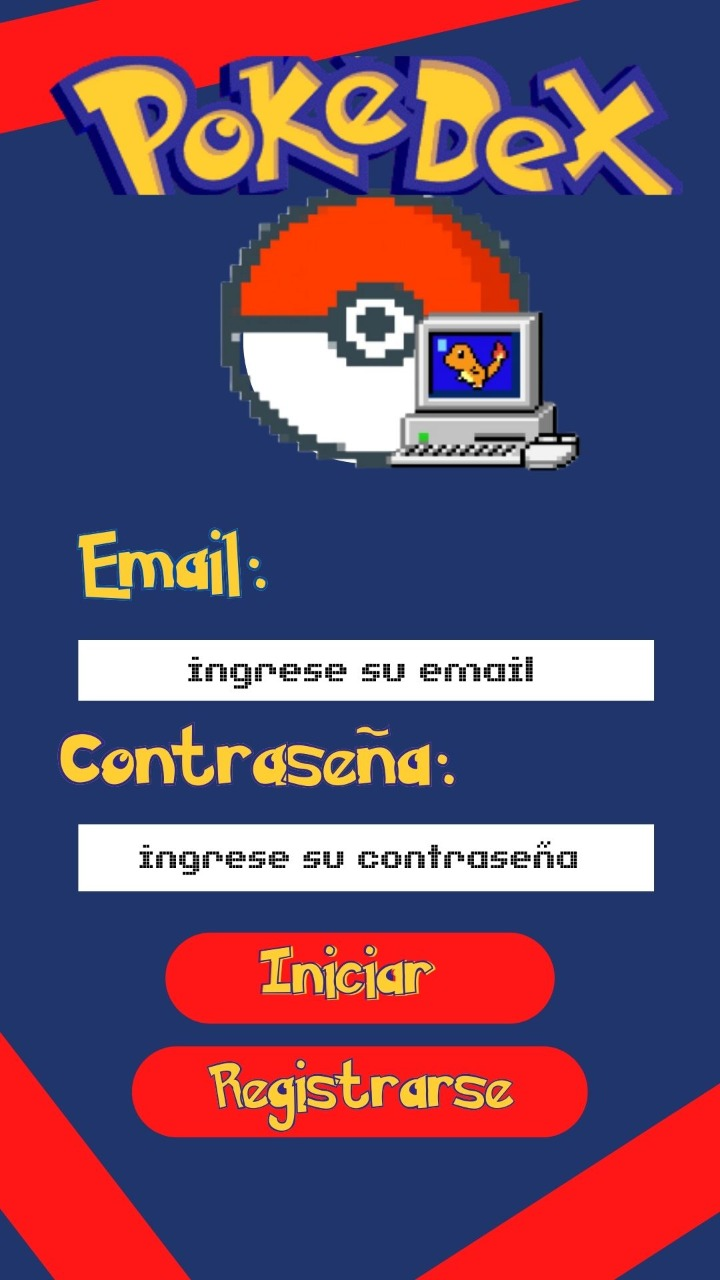 PoKeDex
Email:
ingrese su email
Contraseña:
ingrese su contraseña
Iniciar
Registrarse